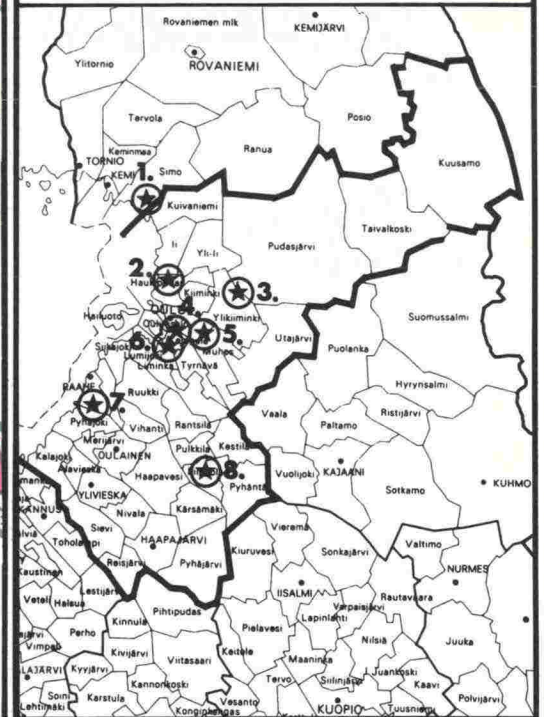 Rovaniemen mlk
KEMIJÄRVI
Ylitornio
ROVANIEMI
Tervola
Posio
Keminmaa
Ranua
TORNIO
1.
KEMI
Simo
Kuusamo
Kuivaniemi
Taivalkoski
Ii
Yli-Ii
Pudasjärvi
2.
Kiiminki
3.
Hailuoto
4.
Ylikiiminki
Suomussalmi
5.
6.
Utajärvi
Puolanka
Muhos
Tyrnävä
Hyrynsalmi
RAAHE
Ruukki
7.
Vaala
Ristijärvi
Pyhäjoki
Vihanti
Rantsila
Paltamo
Merijärvi
Kalajoki
OULAINEN
Pulkkila
Kestilä
Alavieska
Haapavesi
8.
Vuolijoki
KAJAANI
YLIVIESKA
Pyhäntä
Sotkamo
KUHMO
Nivala
Kärsämäki
Sievi
Vieremä
HAAPAJÄRVI
Valtimo
Kiuruvesi
Sonkajärvi
Reisjärvi
Pyhäjärvi
NURMES
Lestijärvi
IISALMI
Rautavaara
Veteli
Halsua
Pihtipudas
Varpaisjärvi
Kinnula
Pielavesi
Lapinlahti
Perho
Nilsiä
Juuka
Kivijärvi
Keitele
Viitasaari
Maaninka
Kyyjärvi
Juankoski
Kannonkoski
Tervo
Siilinjärvi
Kaavi
Soini
Karstula
Vesanto
Polvijärvi
KUOPIO
Tuusniemi